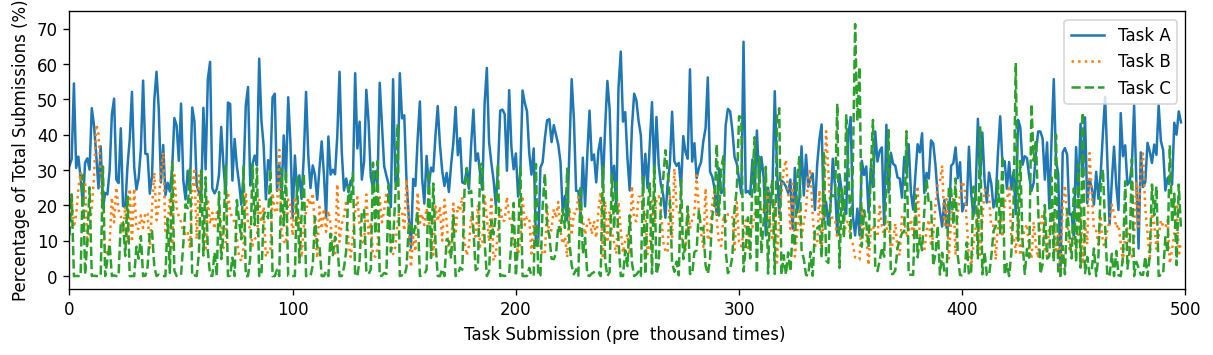 Percentage of Total Submissions (%)
70
60
50
40
30
20
10
0
Task A
Task B
Task C
0 100 200 300 400 500
Task Submission (pre thousand times)